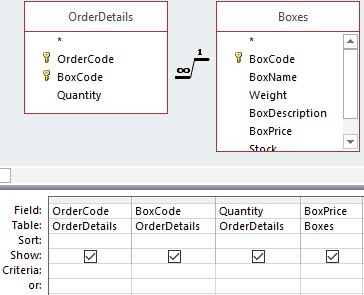 OrderDetails
*
OrderCode
BoxCode
Quantity
∞ 1
Boxes
*
BoxCode
BoxName
Weight
BoxDescription
BoxPrice
Stock
Field: OrderCode BoxCode Quantity BoxPrice
Table: OrderDetails OrderDetails OrderDetails Boxes
Sort:
Show:
Criteria:
or: